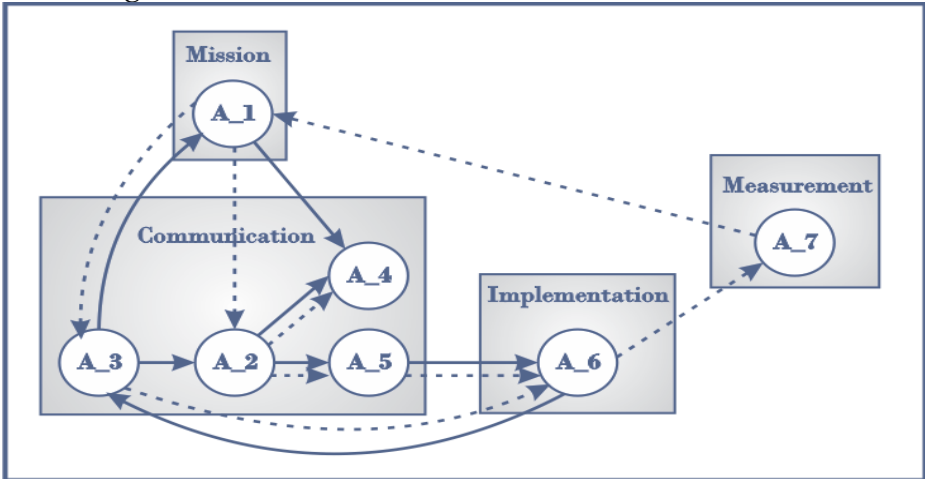 Mission
A_1
Measurement
A_7
Communication
A_4
Implementation
A_3
A_2
A_5
A_6